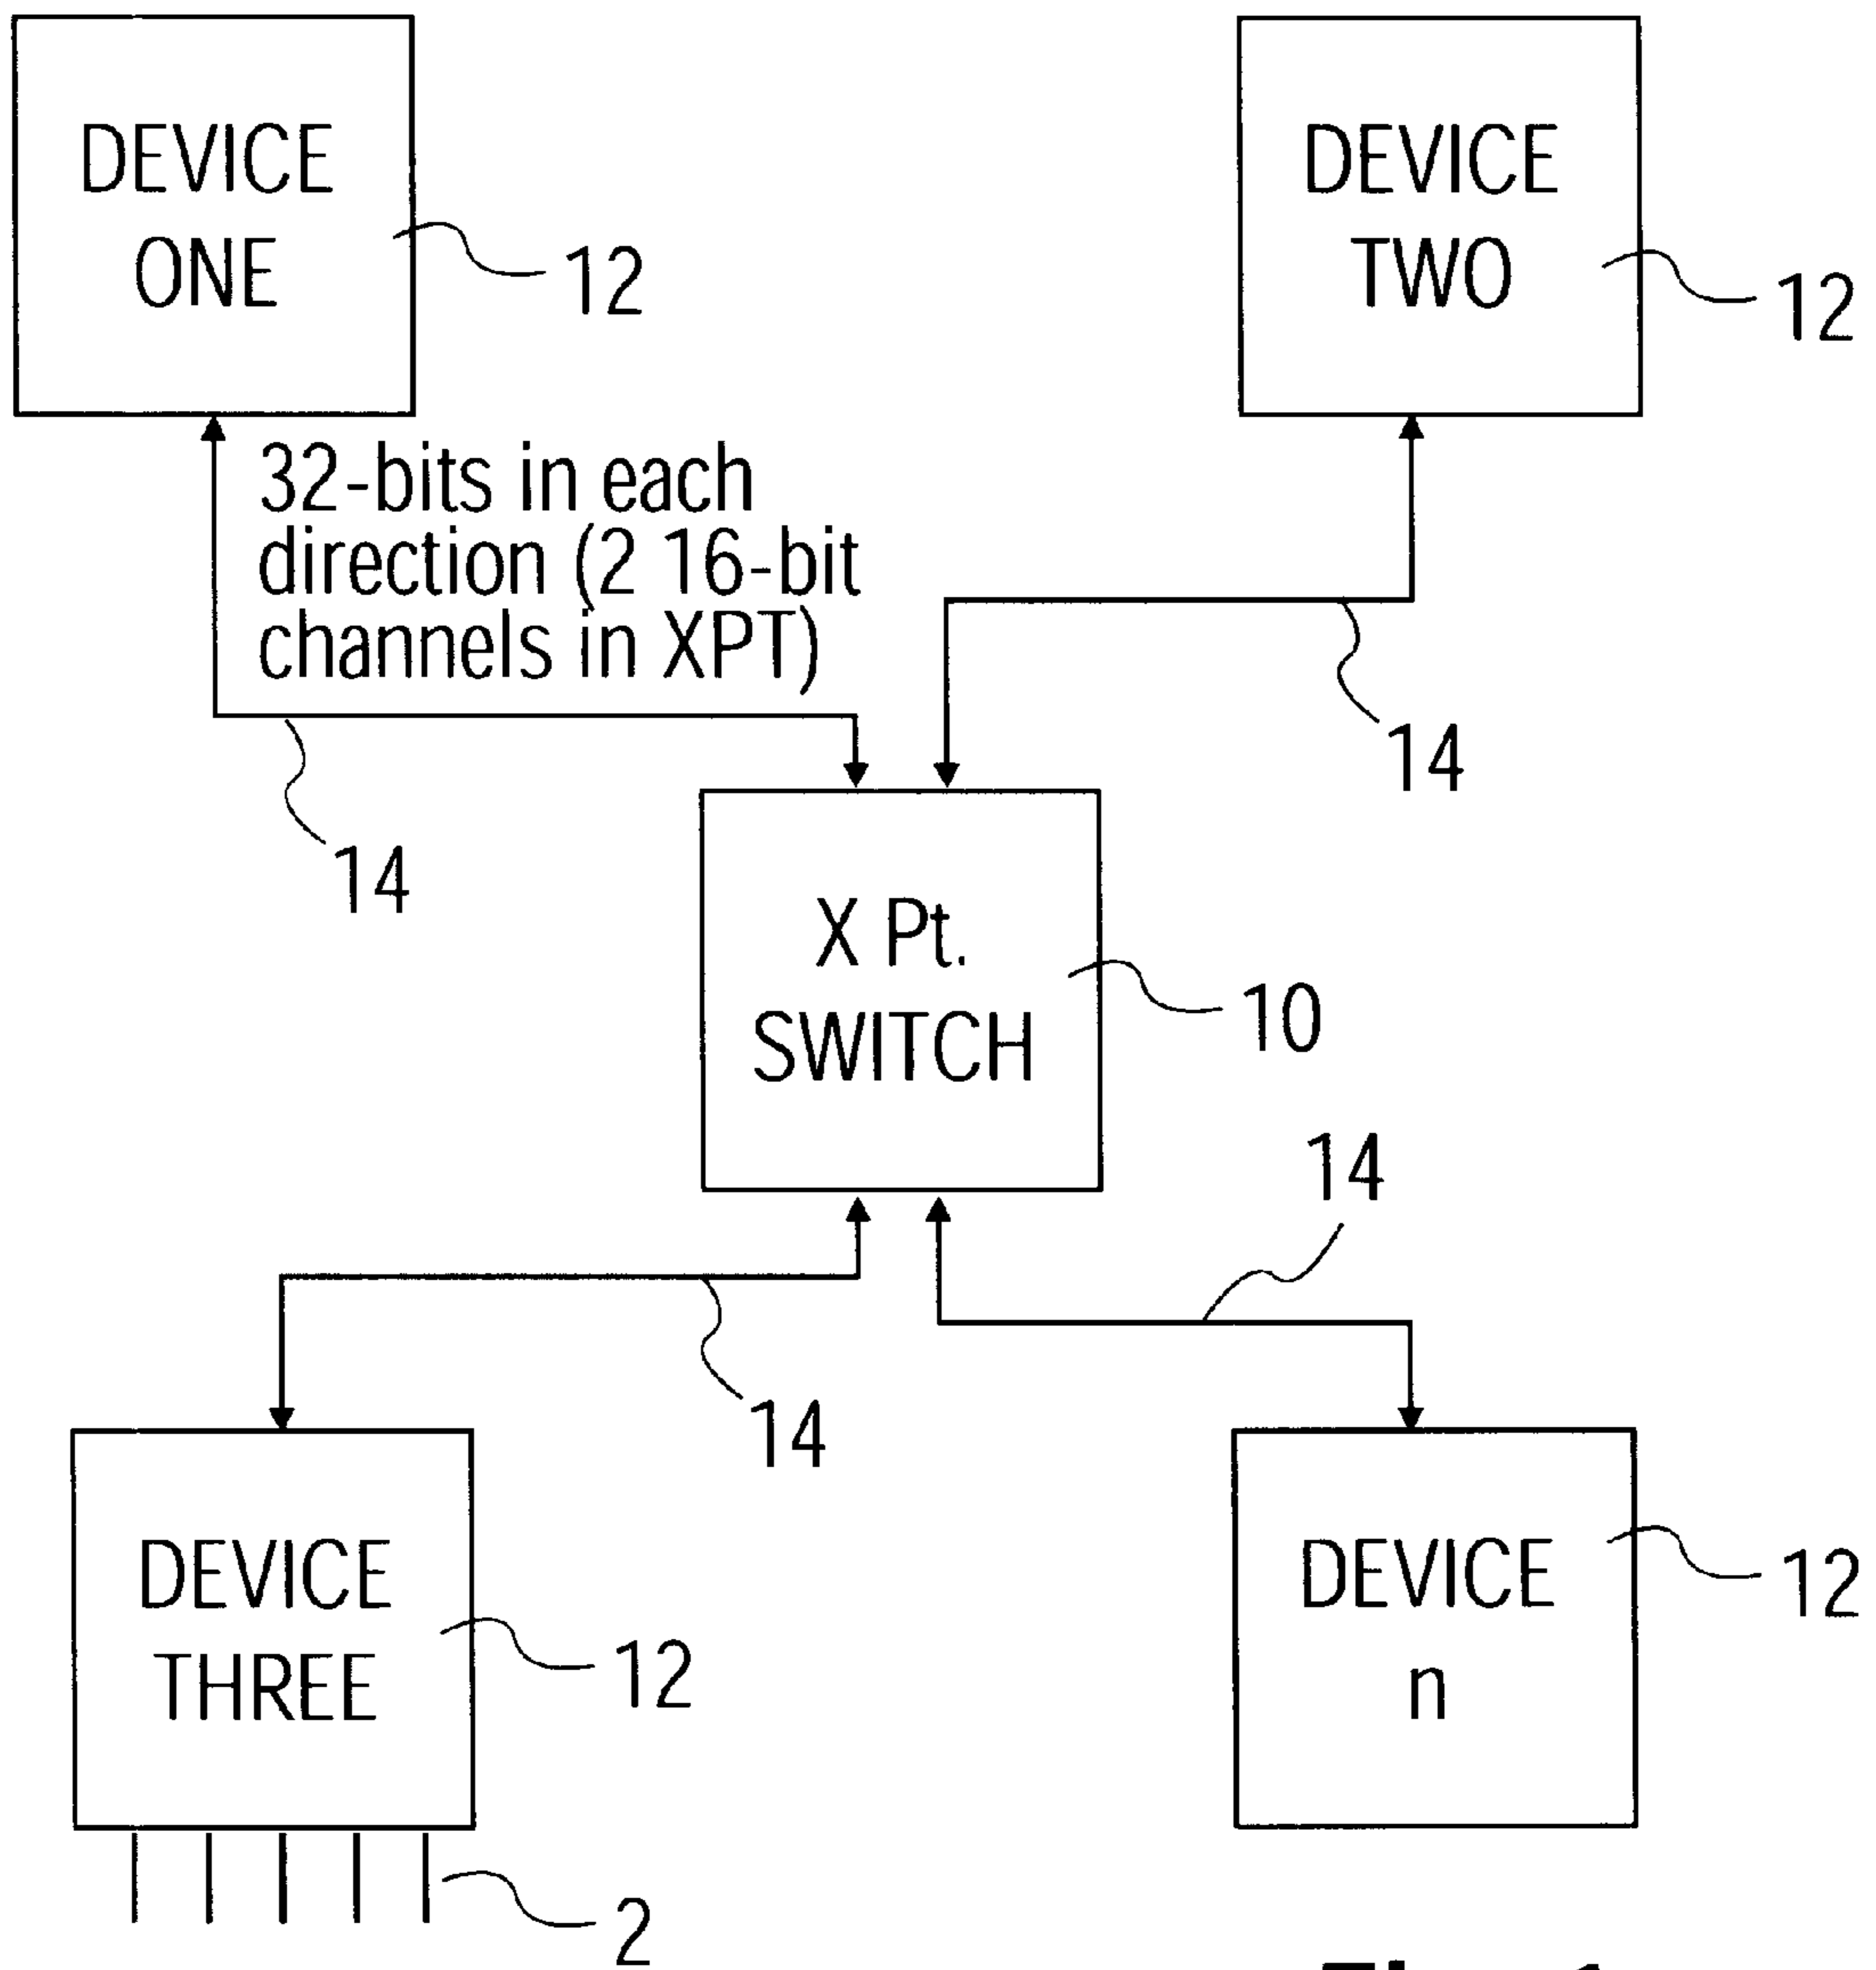 DEVICE
ONE
12
DEVICE
TWO
12
32-bits in each
direction (2 16-bit
channels in XPT)
14
14
X Pt.
SWITCH
10
14
14
DEVICE
THREE
12
DEVICE
n
12
2